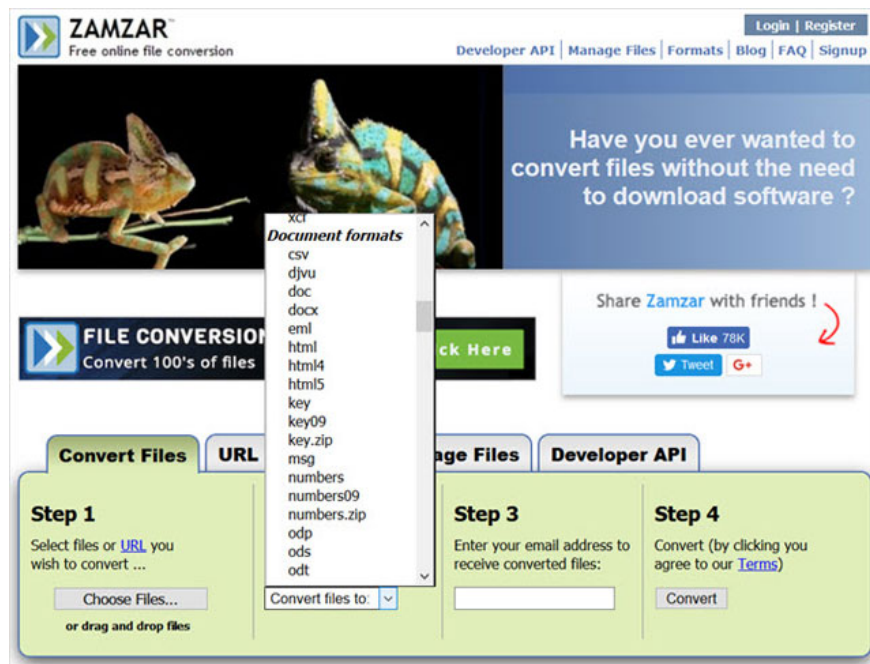 ZAMZAR™
Free online file conversion
Login | Register
Developer API | Manage Files | Formats | Blog | FAQ | Signup
Have you ever wanted to
convert files without the need
to download software ?
xcf
Document formats
csv
djvu
doc
docx
eml
html
html4
html5
key
key09
key.zip
msg
numbers
numbers09
numbers.zip
odp
ods
odt
Share Zamzar with friends !
Like 78K
Tweet
G+
FILE CONVERSION
Convert 100's of files
ck Here
Convert Files
URL
age Files
Developer API
Step 1
Select files or URL you
wish to convert ...
Choose Files...
or drag and drop files
Convert files to:
Step 3
Enter your email address to
receive converted files:
Step 4
Convert (by clicking you
agree to our Terms)
Convert